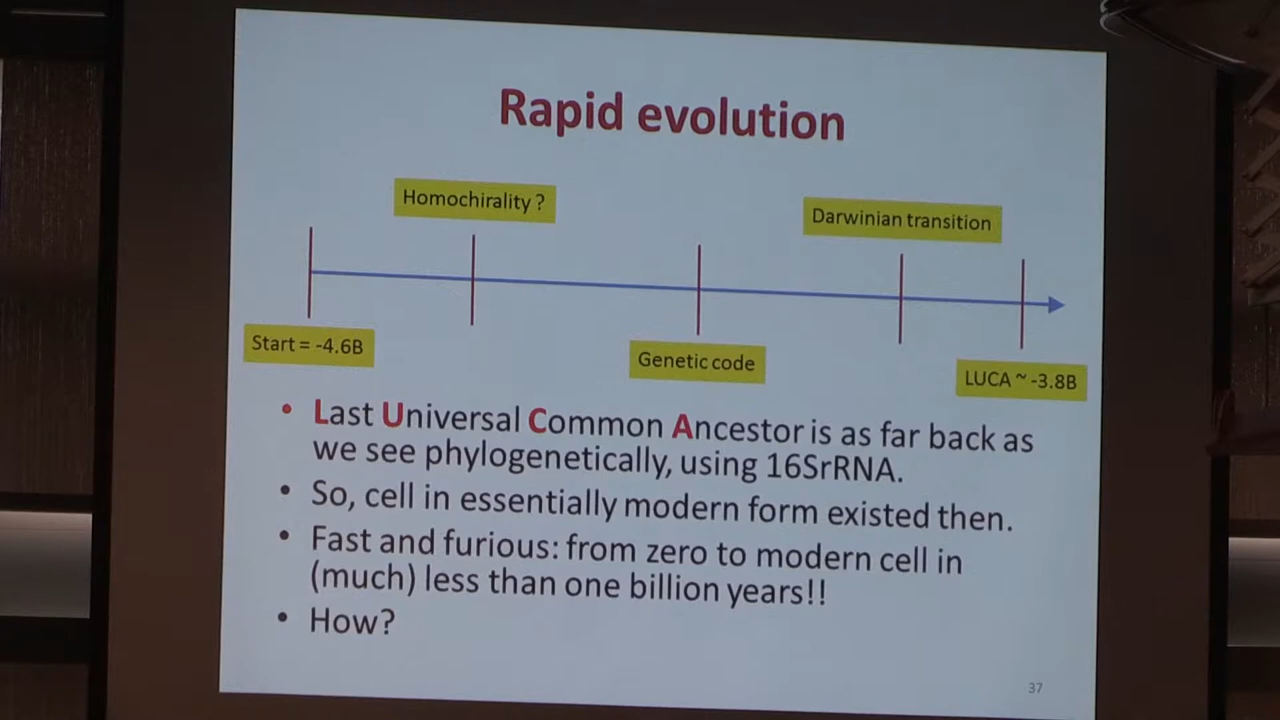 Rapid evolution
Homochirality ?
Darwinian transition
Start = -4.6B
Genetic code
LUCA ~ -3.8B
• Last Universal Common Ancestor is as far back as
we see phylogenetically, using 16SrRNA.
• So, cell in essentially modern form existed then.
• Fast and furious: from zero to modern cell in
(much) less than one billion years!!
• How?
37